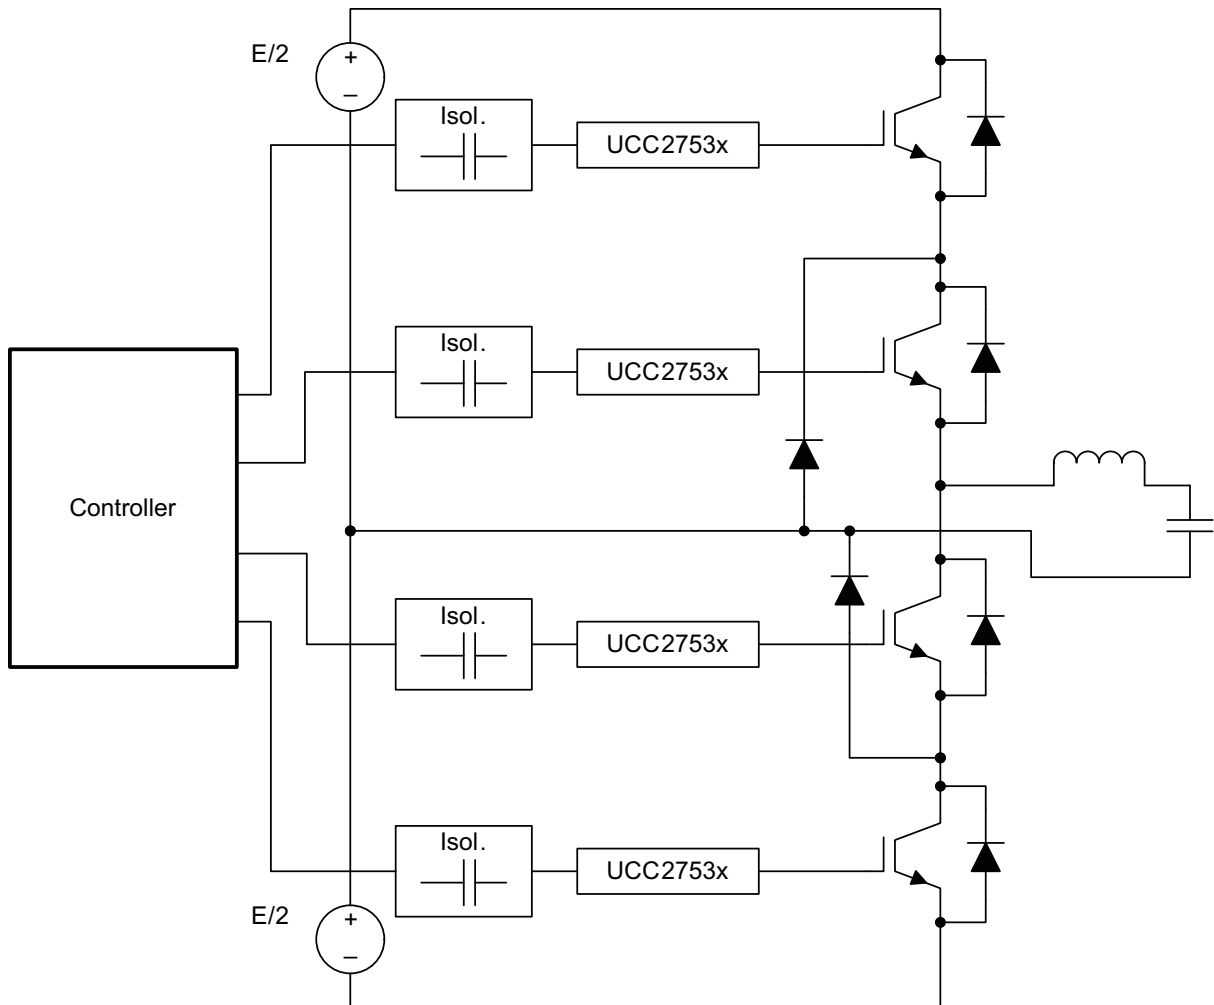 E/2
+
–
Isol.
UCC2753x
Isol.
UCC2753x
Controller
Isol.
UCC2753x
Isol.
UCC2753x
E/2
+
–